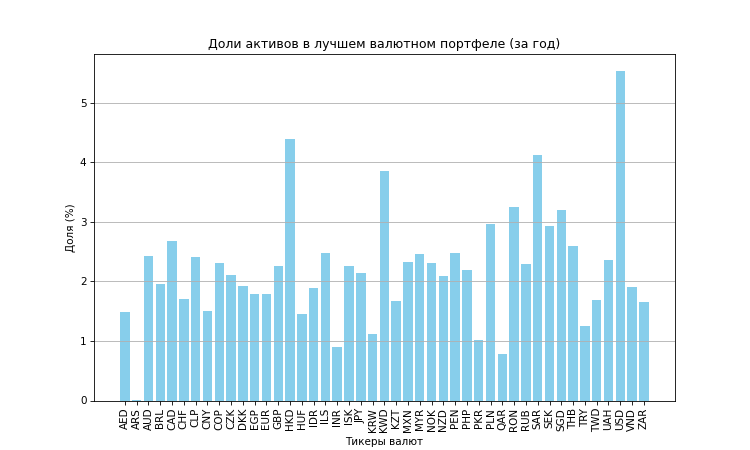 Доли активов в лучшем валютном портфеле (за год)
Доля (%)
5
4
3
2
1
0
AED ARS AUD BRL CAD CHF CLP CNY COP CZK DKK EGP EUR GBP HKD HUF IDR ILS INR ISK JPY KRW KWD KZT MXN MYR NOK NZD PEN PHP PKR PLN QAR RON RUB SAR SEK SGD THB TRY TWD UAH USD VND ZAR
Тикеры валют